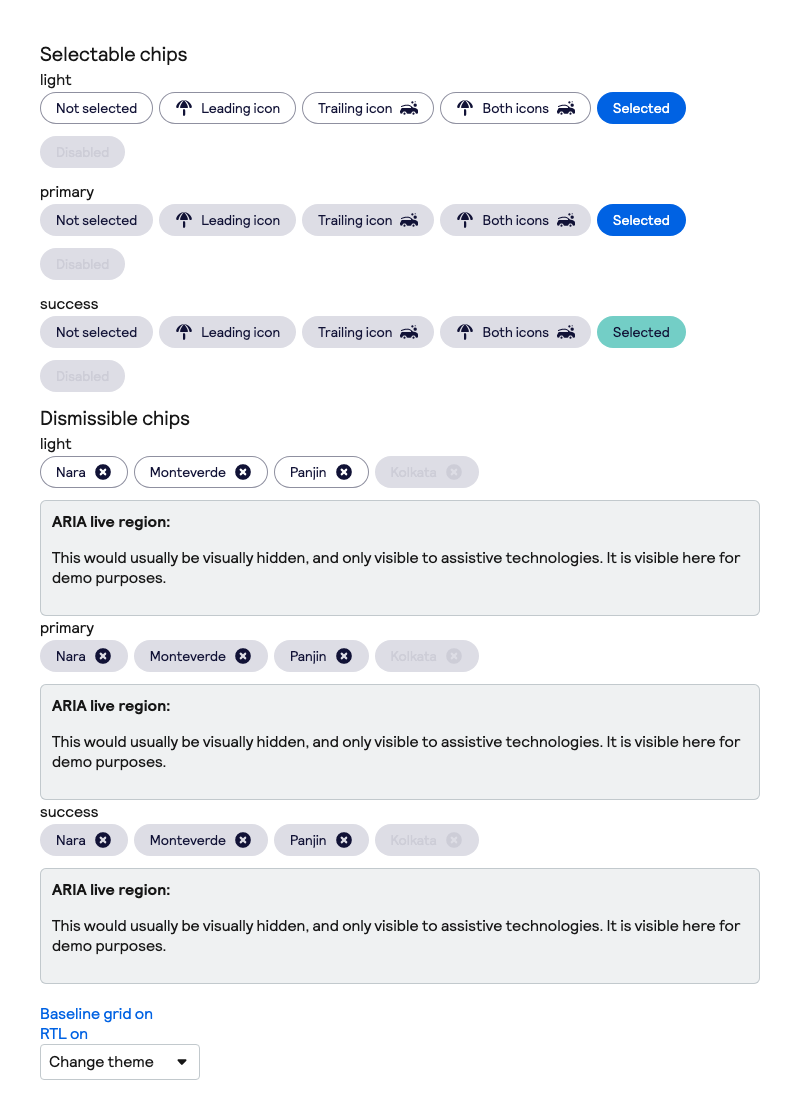 Selectable chips
light
Not selected Leading icon Trailing icon Both icons Selected
Disabled
primary
Not selected Leading icon Trailing icon Both icons Selected
Disabled
success
Not selected Leading icon Trailing icon Both icons Selected
Disabled
Dismissible chips
light
Nara Monteverde Panjin Kolkata
ARIA live region:
This would usually be visually hidden, and only visible to assistive technologies. It is visible here for
demo purposes.
primary
Nara Monteverde Panjin Kolkata
ARIA live region:
This would usually be visually hidden, and only visible to assistive technologies. It is visible here for
demo purposes.
success
Nara Monteverde Panjin Kolkata
ARIA live region:
This would usually be visually hidden, and only visible to assistive technologies. It is visible here for
demo purposes.
Baseline grid on
RTL on
Change theme